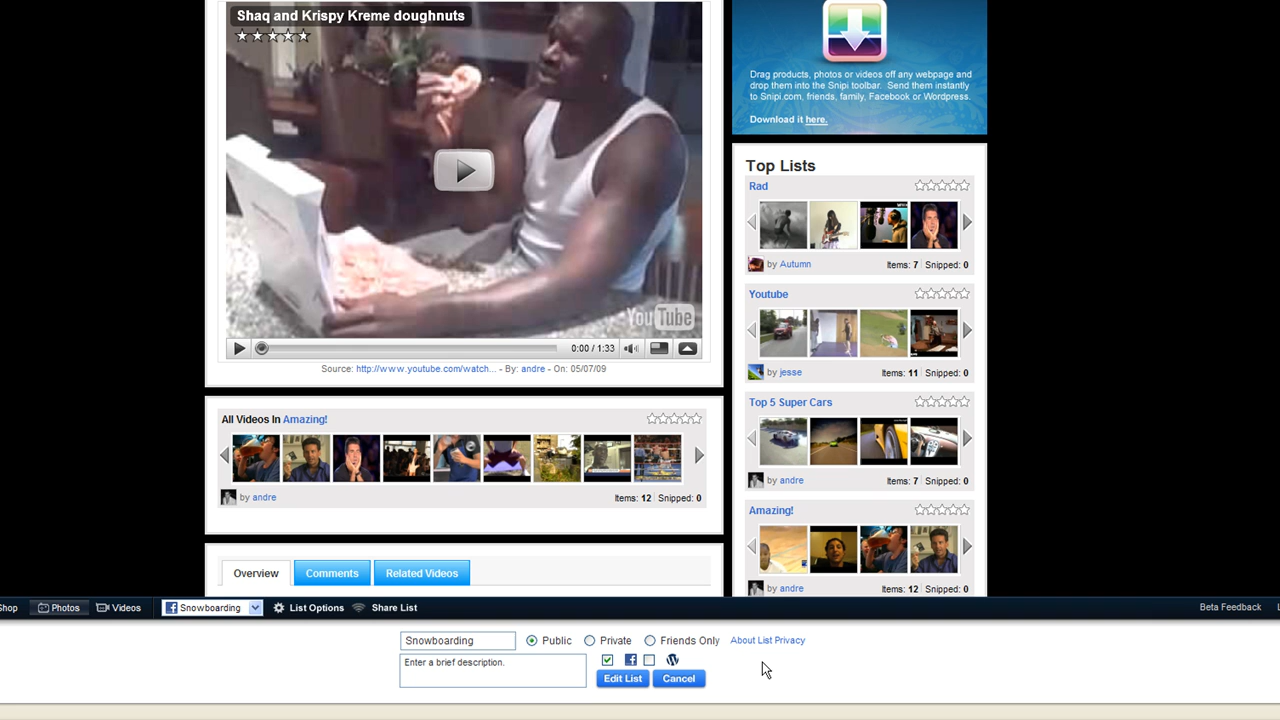 Shaq and Krispy Kreme doughnuts
YouTube
0:00 / 1:33
Source: http://www.youtube.com/watch... - By: andre - On: 05/07/09
All Videos In Amazing!
by andre
Items: 12 Snipped: 0
Overview
Comments
Related Videos
Drag products, photos or videos off any webpage and
drop them into the Snipi toolbar. Send them instantly
to Snipi.com, friends, family, Facebook or Wordpress.
Download it here.
Top Lists
Rad
by Autumn
Items: 7 Snipped: 0
Youtube
by jesse
Items: 11 Snipped: 0
Top 5 Super Cars
by andre
Items: 7 Snipped: 0
Amazing!
by andre
Items: 12 Snipped: 0
Shop
Photos
Videos
Snowboarding
List Options
Share List
Beta Feedback
L
Snowboarding
Public
Private
Friends Only
About List Privacy
Enter a brief description.
Edit List
Cancel